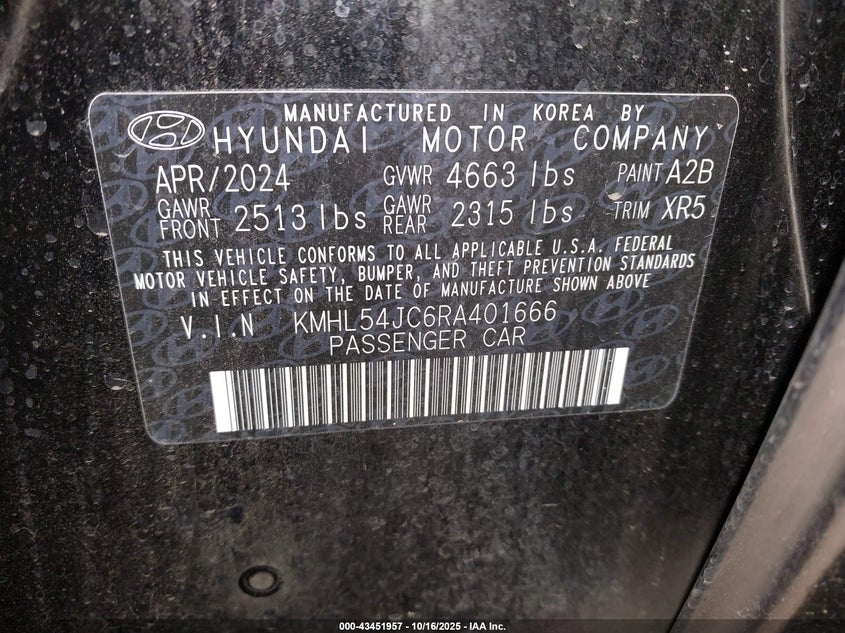 MANUFACTURED IN KOREA BY
HYUNDAI MOTOR COMPANY
APR/2024 GVWR 4663 lbs PAINT A2B
GAWR FRONT 2513 lbs GAWR REAR 2315 lbs TRIM XR5
THIS VEHICLE CONFORMS TO ALL APPLICABLE U.S.A. FEDERAL
MOTOR VEHICLE SAFETY, BUMPER, AND THEFT PREVENTION STANDARDS
IN EFFECT ON THE DATE OF MANUFACTURE SHOWN ABOVE
V.I.N KMHL54JC6RA401666
PASSENGER CAR
000-43451957 - 10/16/2025 - IAA Inc.